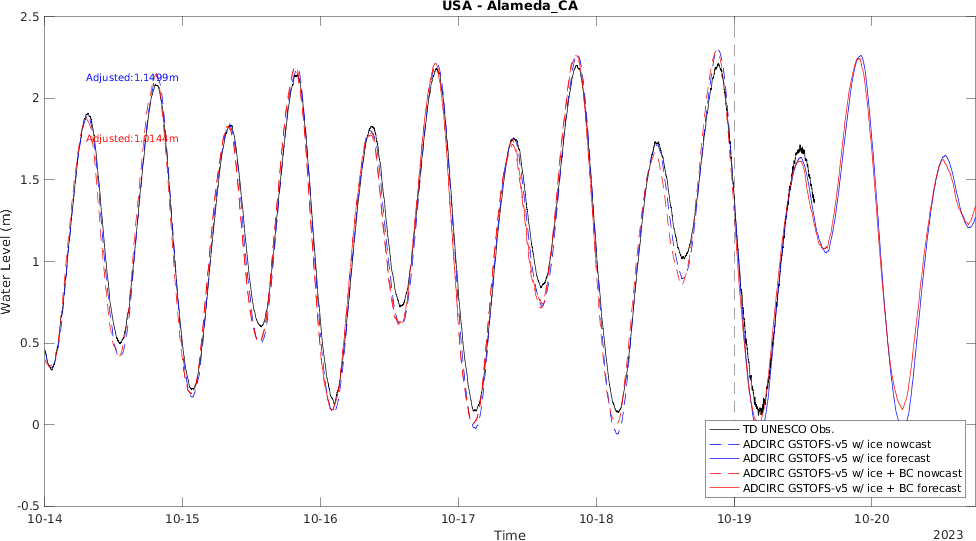 USA - Alameda_CA
2.5
2
1.5
1
0.5
0
-0.5
Water Level (m)
Adjusted:1.1499m
Adjusted:1.0144m
TD UNESCO Obs.
ADCIRC GSTOFS-v5 w/ ice nowcast
ADCIRC GSTOFS-v5 w/ ice forecast
ADCIRC GSTOFS-v5 w/ ice + BC nowcast
ADCIRC GSTOFS-v5 w/ ice + BC forecast
10-14 10-15 10-16 10-17 10-18 10-19 10-20
Time
2023